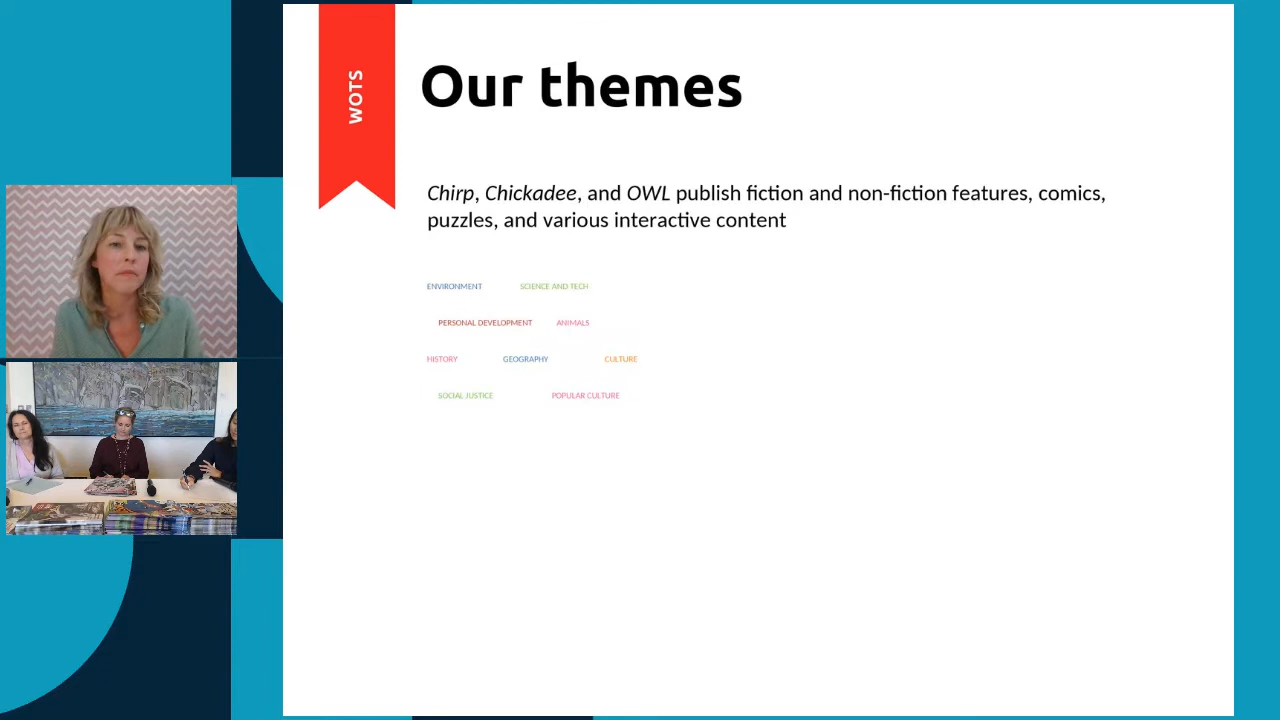 WOTS
Our themes
Chirp, Chickadee, and OWL publish fiction and non-fiction features, comics,
puzzles, and various interactive content
ENVIRONMENT SCIENCE AND TECH
PERSONAL DEVELOPMENT ANIMALS
HISTORY GEOGRAPHY CULTURE
SOCIAL JUSTICE POPULAR CULTURE